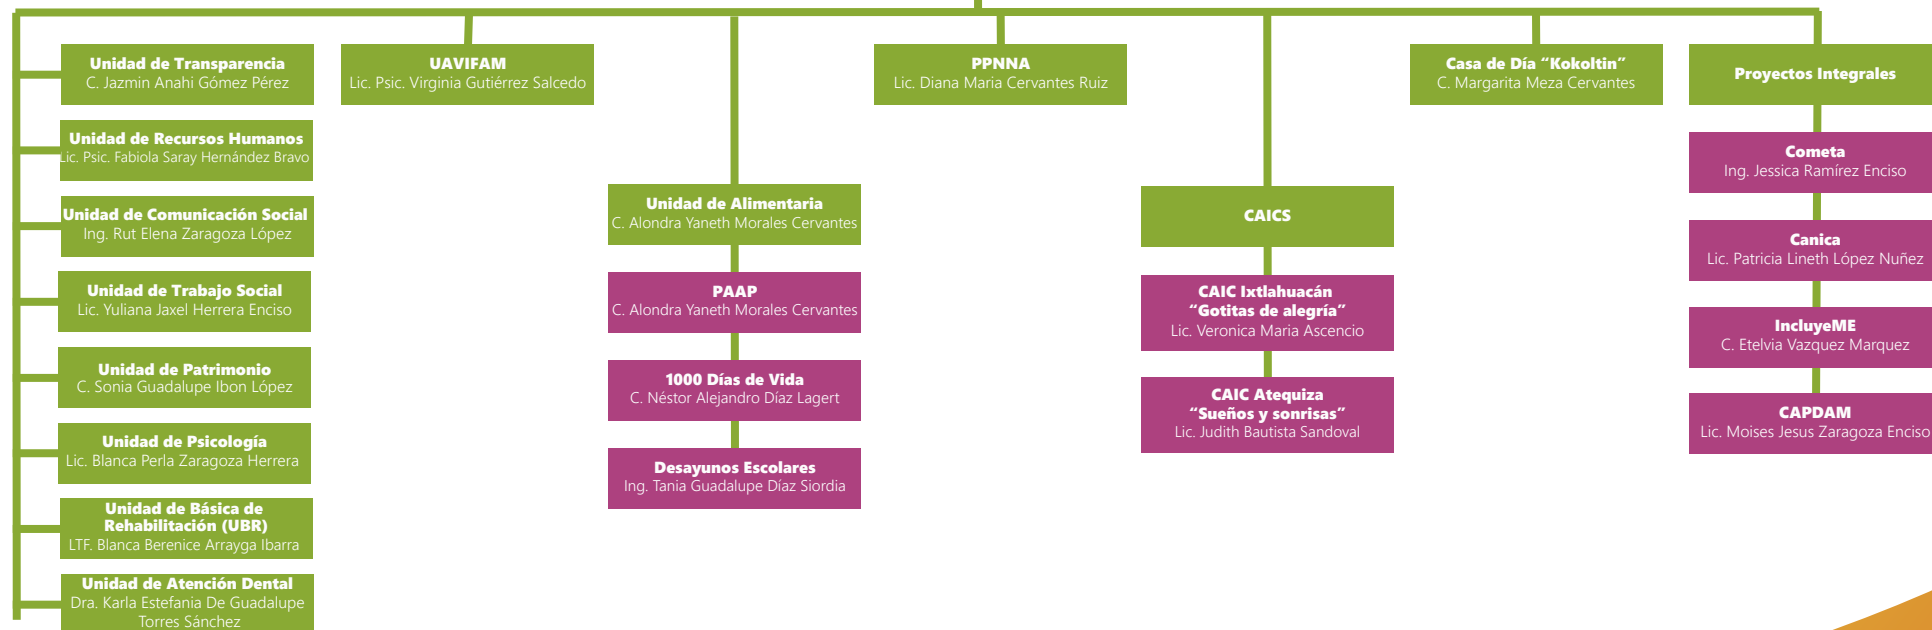 Unidad de Transparencia
C. Jazmin Anahi Gómez Pérez
Unidad de Recursos Humanos
Lic. Psic. Fabiola Saray Hernández Bravo
Unidad de Comunicación Social
Ing. Rut Elena Zaragoza López
Unidad de Trabajo Social
Lic. Yuliana Jaxel Herrera Enciso
Unidad de Patrimonio
C. Sonia Guadalupe Ibon López
Unidad de Psicología
Lic. Blanca Perla Zaragoza Herrera
Unidad de Básica de
Rehabilitación (UBR)
LTF. Blanca Berenice Arrayga Ibarra
Unidad de Atención Dental
Dra. Karla Estefania De Guadalupe
Torres Sánchez
UAVIFAM
Lic. Psic. Virginia Gutiérrez Salcedo
Unidad de Alimentaria
C. Alondra Yaneth Morales Cervantes
PAAP
C. Alondra Yaneth Morales Cervantes
1000 Días de Vida
C. Néstor Alejandro Díaz Lagert
Desayunos Escolares
Ing. Tania Guadalupe Díaz Siordia
PPNNA
Lic. Diana Maria Cervantes Ruiz
CAICS
CAIC Ixtlahuacán
“Gotitas de alegría”
Lic. Veronica Maria Ascencio
CAIC Atequiza
“Sueños y sonrisas”
Lic. Judith Bautista Sandoval
Casa de Día “Kokoltin”
C. Margarita Meza Cervantes
Proyectos Integrales
Cometa
Ing. Jessica Ramírez Enciso
Canica
Lic. Patricia Lineth López Nuñez
IncluyeME
C. Etelvia Vazquez Marquez
CAPDAM
Lic. Moises Jesus Zaragoza Enciso